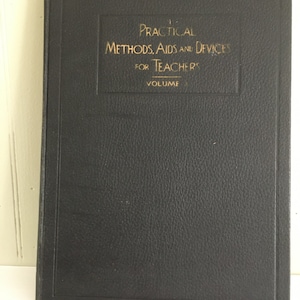 PRACTICAL
METHODS, AIDS AND DEVICES
FOR TEACHERS
VOLUME